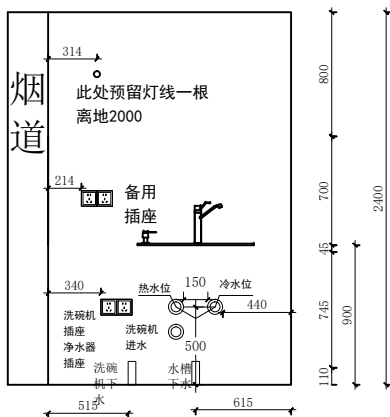 314
烟
道
此处预留灯线一根
离地2000
800
214
备用
插座
700
2400
45
340
热水位
150
冷水位
440
洗碗机
插座
净水器
插座
洗碗机
进水
500
745
900
洗碗
机下
水
水槽
下水
110
515
615